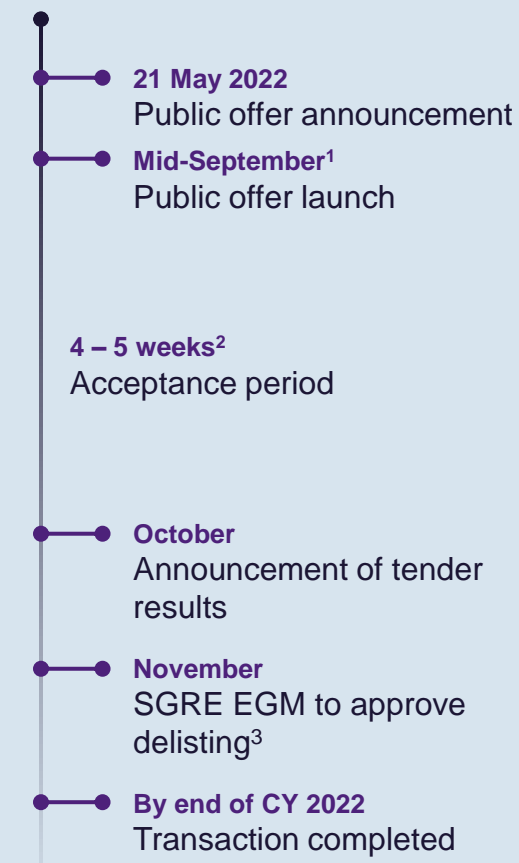 21 May 2022
Public offer announcement
Mid-September¹
Public offer launch
4 – 5 weeks²
Acceptance period
October
Announcement of tender
results
November
SGRE EGM to approve
delisting³
By end of CY 2022
Transaction completed